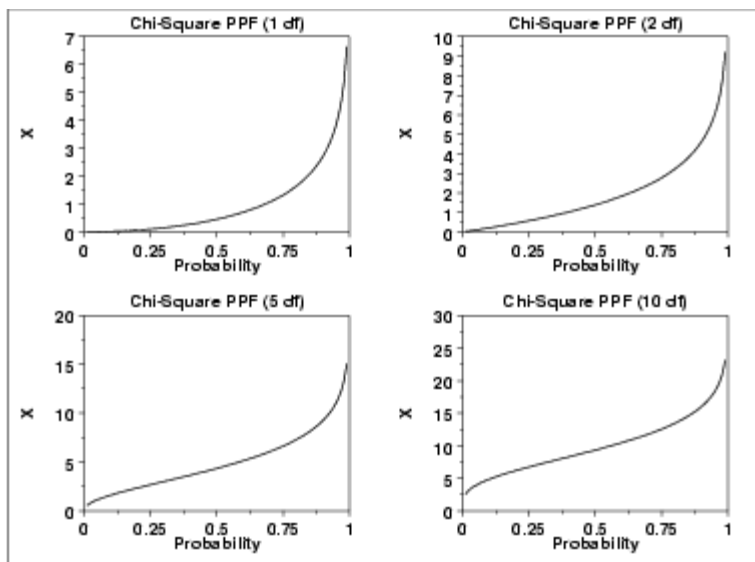 Chi-Square PPF (1 df)
7
6
5
4
3
2
1
0
X
0 0.25 0.5 0.75 1
Probability
Chi-Square PPF (2 df)
10
9
8
7
6
5
4
3
2
1
0
X
0 0.25 0.5 0.75 1
Probability
Chi-Square PPF (5 df)
20
15
10
5
0
X
0 0.25 0.5 0.75 1
Probability
Chi-Square PPF (10 df)
30
25
20
15
10
5
0
X
0 0.25 0.5 0.75 1
Probability